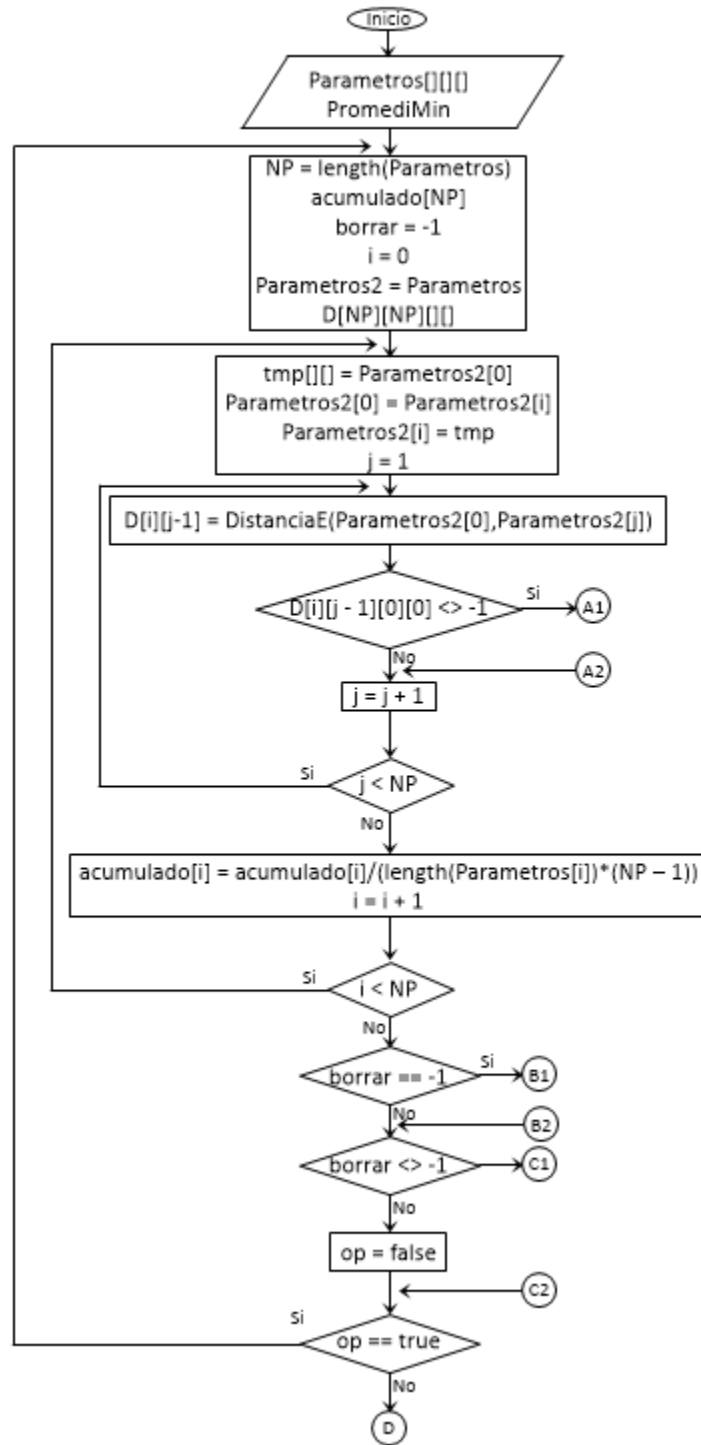 Inicio
Parametros[][][]
PromediMin
NP = length(Parametros)
acumulado[NP]
borrar = -1
i = 0
Parametros2 = Parametros
D[NP][NP][][]
tmp[][] = Parametros2[0]
Parametros2[0] = Parametros2[i]
Parametros2[i] = tmp
j = 1
D[i][j-1] = DistanciaE(Parametros2[0],Parametros2[j])
D[i][j - 1][0][0] <> -1
Si
A1
No
A2
j = j + 1
Si
j < NP
No
acumulado[i] = acumulado[i]/(length(Parametros[i])*(NP – 1))
i = i + 1
Si
i < NP
No
borrar == -1
Si
B1
No
B2
borrar <> -1
C1
No
op = false
C2
Si
op == true
No
D